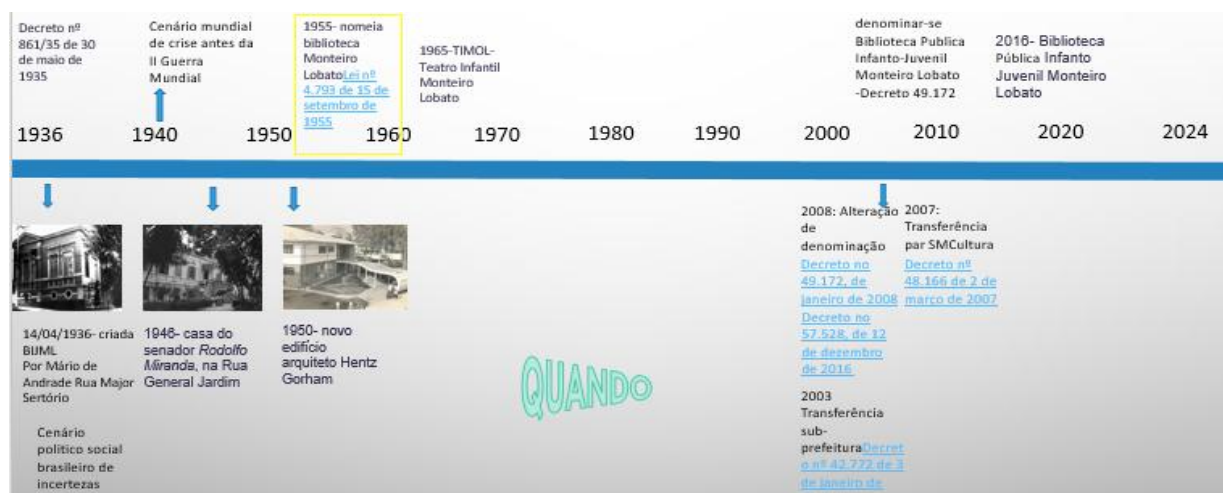 Decreto nº
861/35 de 30
de maio de
1935
Cenário mundial
de crise antes da
II Guerra
Mundial
1955- nomeia
biblioteca
Monteiro
LobatoLei nº
4.793 de 15 de
setembro de
1955
1965-TIMOL-
Teatro Infantil
Monteiro
Lobato
denominar-se
Biblioteca Publica
Infanto-Juvenil
Monteiro Lobato
-Decreto 49.172
2016- Biblioteca
Pública Infanto
Juvenil Monteiro
Lobato
1936 1940 1950 1960 1970 1980 1990 2000 2010 2020 2024
14/04/1936- criada
BIJML
Por Mário de
Andrade Rua Major
Sertório
Cenário
politico social
brasileiro de
incertezas
1946- casa do
senador Rodolfo
Miranda, na Rua
General Jardim
1950- novo
edifício
arquiteto Hentz
Gorham
QUANDO
2008: Alteração
de
denominação
Decreto no
49.172, de
janeiro de 2008
Decreto no
57.528, de 12
de dezembro
de 2016
2003
Transferência
sub-
prefeituraDecret
o nº 42.772 de 3
de janeiro de
2007:
Transferência
par SMCultura
Decreto nº
48.166 de 2 de
março de 2007